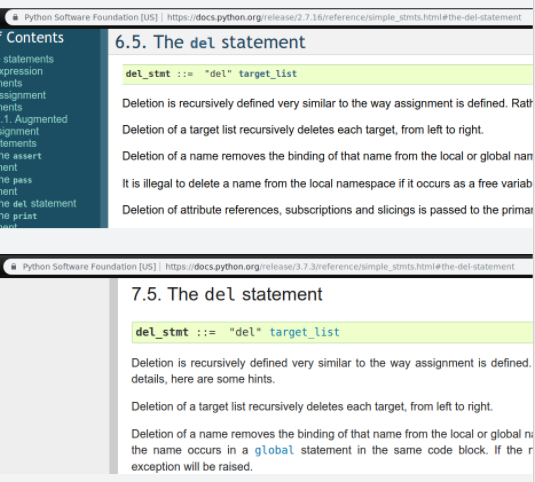 Python Software Foundation [US] | https://docs.python.org/release/2.7.16/reference/simple_stmts.html#the-del-statement
Contents
statements
ments
ments
.1. Augmented
tements
he assert
he pass
he del statement
he print
6.5. The del statement
del_stmt ::= "del" target_list
Deletion is recursively defined very similar to the way assignment is defined.
Deletion of a target list recursively deletes each target, from left to right.
Deletion of a name removes the binding of that name from the local or global
It is illegal to delete a name from the local namespace if it occurs as a free
Deletion of attribute references, subscriptions and slicings is passed to the
Python Software Foundation [US] | https://docs.python.org/release/3.7.3/reference/simple_stmts.html#the-del-statement
7.5. The del statement
del_stmt ::= "del" target_list
Deletion is recursively defined very similar to the way assignment is defined.
details, here are some hints.
Deletion of a target list recursively deletes each target, from left to right.
Deletion of a name removes the binding of that name from the local or global
the name occurs in a global statement in the same code block. If the
exception will be raised.